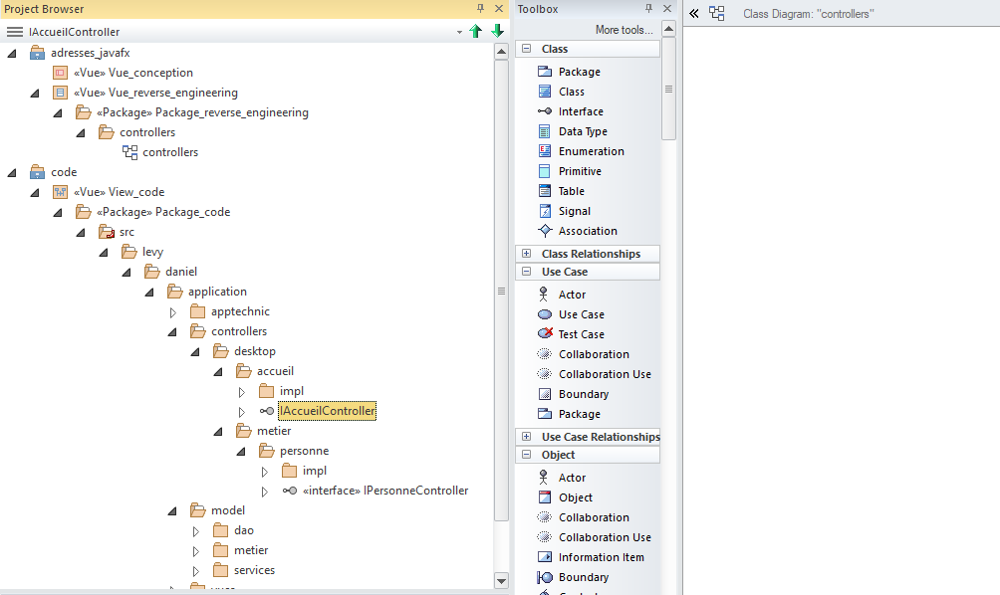 Project Browser
IAccueilController
adresses_javafx
«Vue» Vue_conception
«Vue» Vue_reverse_engineering
«Package» Package_reverse_engineering
controllers
controllers
code
«Vue» View_code
«Package» Package_code
src
levy
daniel
application
apptechnic
controllers
desktop
accueil
impl
IAccueilController
metier
personne
impl
«interface» IPersonneController
model
dao
metier
services
Toolbox
More tools...
Class
Package
Class
Interface
Data Type
Enumeration
Primitive
Table
Signal
Association
Class Relationships
Use Case
Actor
Use Case
Test Case
Collaboration
Collaboration Use
Boundary
Package
Use Case Relationships
Object
Actor
Object
Collaboration
Collaboration Use
Information Item
Boundary
Class Diagram: "controllers"